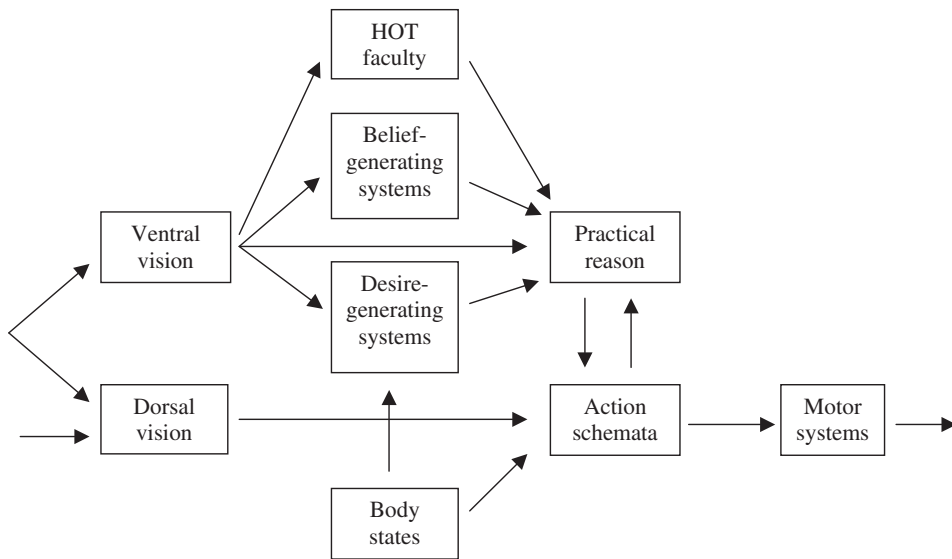 HOT
faculty
Belief-
generating
systems
Ventral
vision
Practical
reason
Desire-
generating
systems
Dorsal
vision
Action
schemata
Motor
systems
Body
states